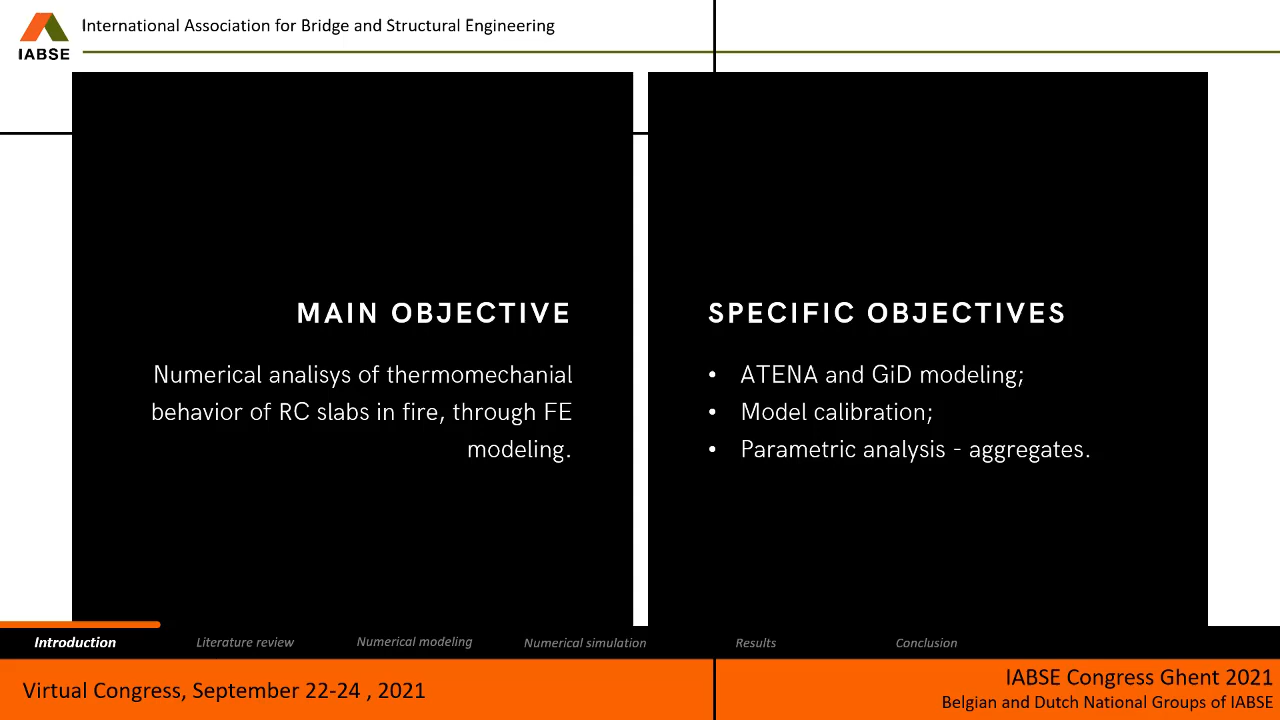 International Association for Bridge and Structural Engineering
IABSE
MAIN OBJECTIVE
Numerical analisys of thermomechanial
behavior of RC slabs in fire, through FE
modeling.
SPECIFIC OBJECTIVES
• ATENA and GiD modeling;
• Model calibration;
• Parametric analysis - aggregates.
Introduction
Literature review
Numerical modeling
Numerical simulation
Results
Conclusion
Virtual Congress, September 22-24 , 2021
IABSE Congress Ghent 2021
Belgian and Dutch National Groups of IABSE